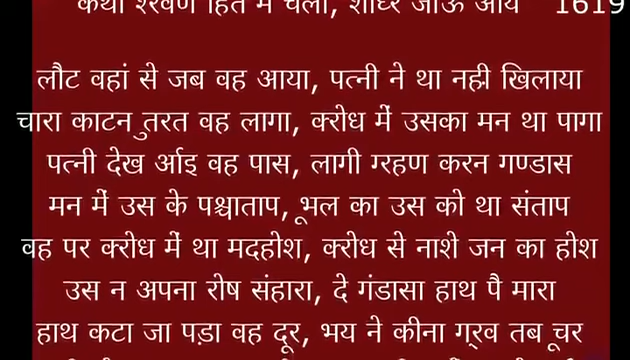 कथा श्रवण हित मैं चला, शीघ्र जाऊं आय 1619
लौट वहां से जब वह आया, पत्नी ने था नहीं खिलाया
चारा काटन तुरत वह लागा, क्रोध में उसका मन था पागा
पत्नी देख आई वह पास, लागी ग्रहण करन गण्डास
मन में उस के पश्चाताप, भूल का उस को था संताप
वह पर क्रोध में था मदहोश, क्रोध से नाशे जन का होश
उस न अपना रोष संहारा, दे गंडासा हाथ पै मारा
हाथ कटा जा पड़ा वह दूर, भय ने कीना गर्व तब चूर